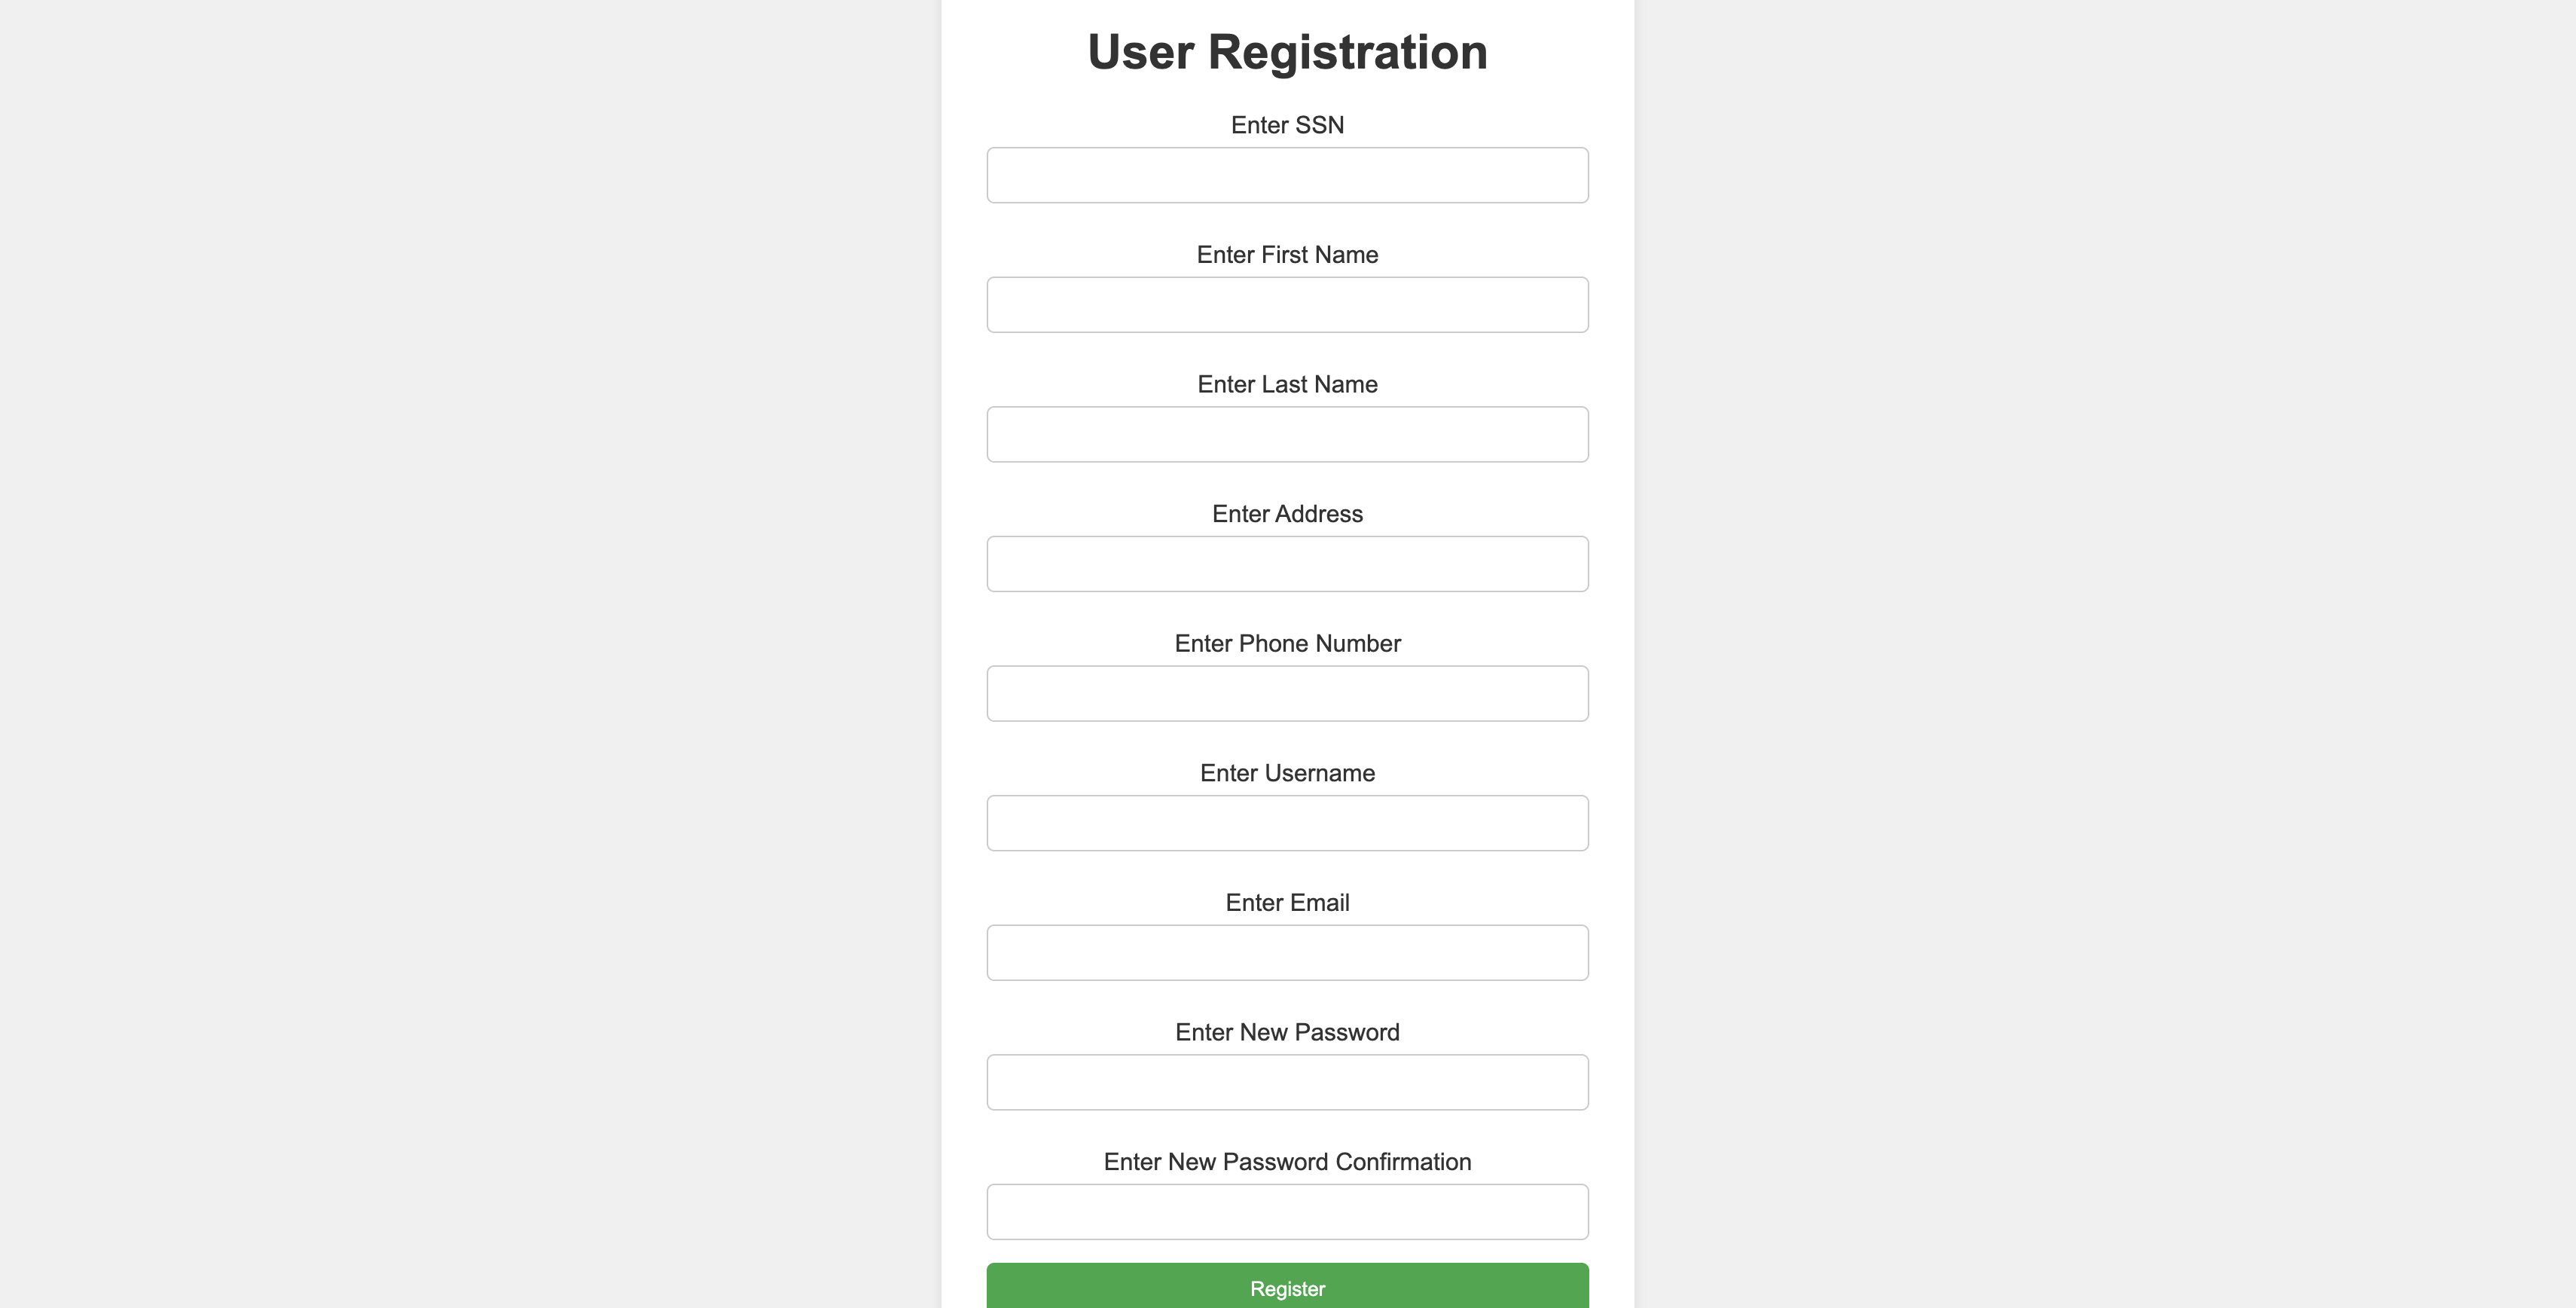 User Registration
Enter SSN
Enter First Name
Enter Last Name
Enter Address
Enter Phone Number
Enter Username
Enter Email
Enter New Password
Enter New Password Confirmation
Register